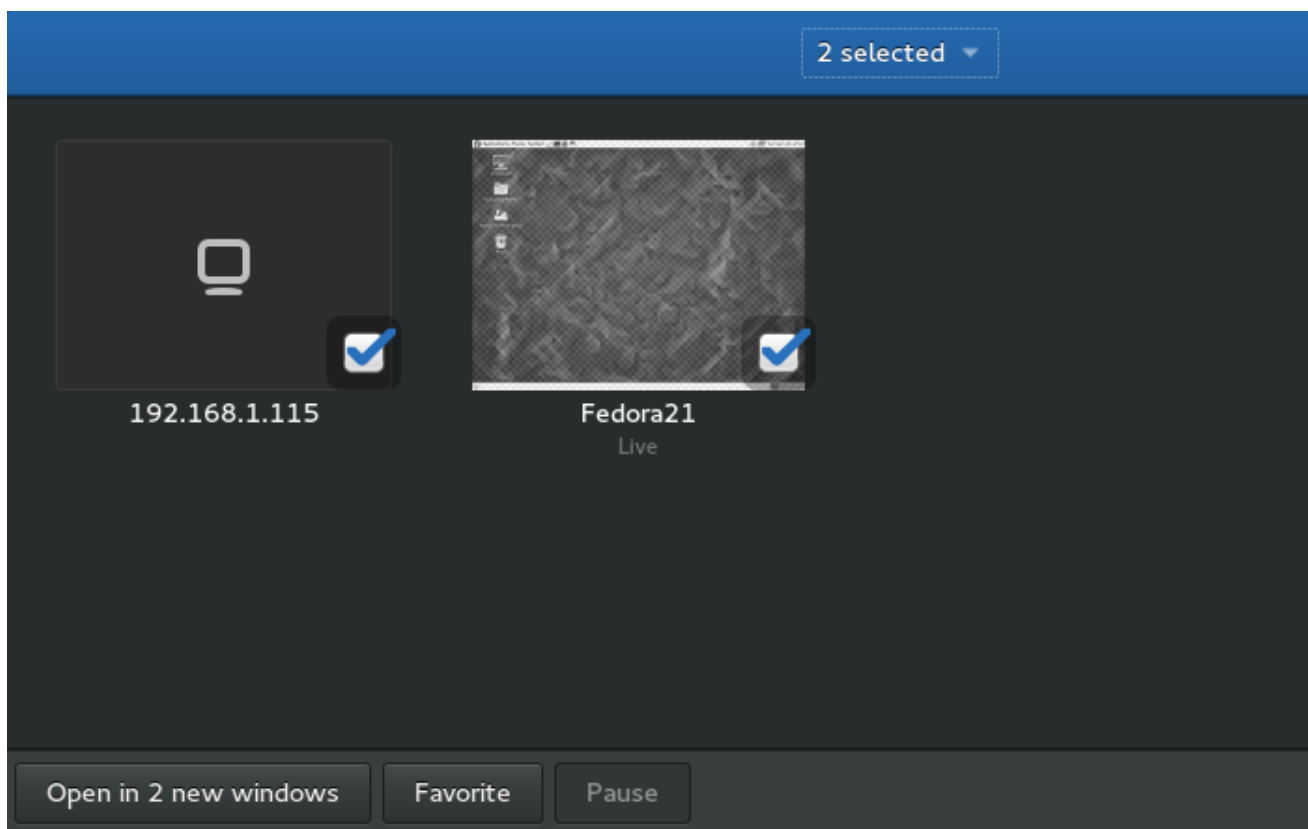 2 selected
192.168.1.115
Fedora21
Live
Open in 2 new windows
Favorite
Pause